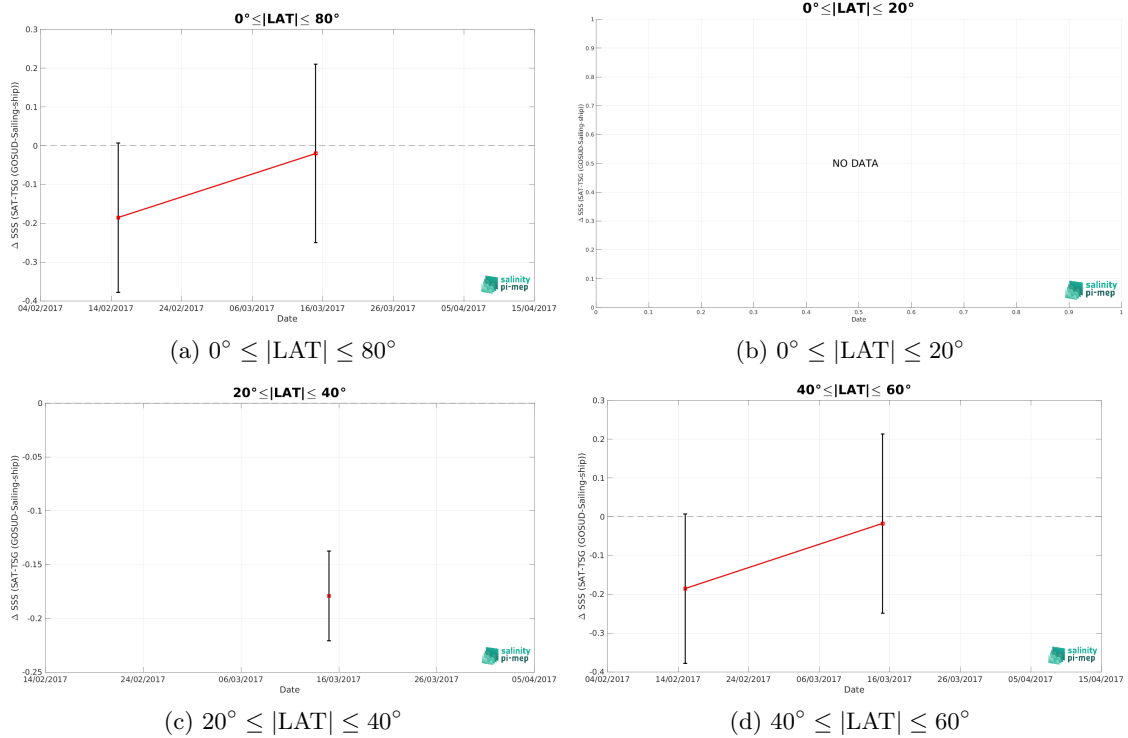 0°≤|LAT|≤ 80°
Δ SSS (SAT-TSG (GOSUD-Sailing-ship))
0.3
0.2
0.1
0
-0.1
-0.2
-0.3
-0.4
04/02/2017 14/02/2017 24/02/2017 06/03/2017 16/03/2017 26/03/2017 05/04/2017 15/04/2017
Date
salinity
pi-mep
(a) 0° ≤ |LAT| ≤ 80°
0°≤|LAT|≤ 20°
Δ SSS (SAT-TSG (GOSUD-Sailing-ship))
1
0.9
0.8
0.7
0.6
0.5
0.4
0.3
0.2
0.1
0
NO DATA
0 0.1 0.2 0.3 0.4 0.5 0.6 0.7 0.8 0.9 1
Date
salinity
pi-mep
(b) 0° ≤ |LAT| ≤ 20°
20°≤|LAT|≤ 40°
Δ SSS (SAT-TSG (GOSUD-Sailing-ship))
0
-0.05
-0.1
-0.15
-0.2
-0.25
14/02/2017 24/02/2017 06/03/2017 16/03/2017 26/03/2017 05/04/2017
Date
salinity
pi-mep
(c) 20° ≤ |LAT| ≤ 40°
40°≤|LAT|≤ 60°
Δ SSS (SAT-TSG (GOSUD-Sailing-ship))
0.3
0.2
0.1
0
-0.1
-0.2
-0.3
-0.4
04/02/2017 14/02/2017 24/02/2017 06/03/2017 16/03/2017 26/03/2017 05/04/2017 15/04/2017
Date
salinity
pi-mep
(d) 40° ≤ |LAT| ≤ 60°